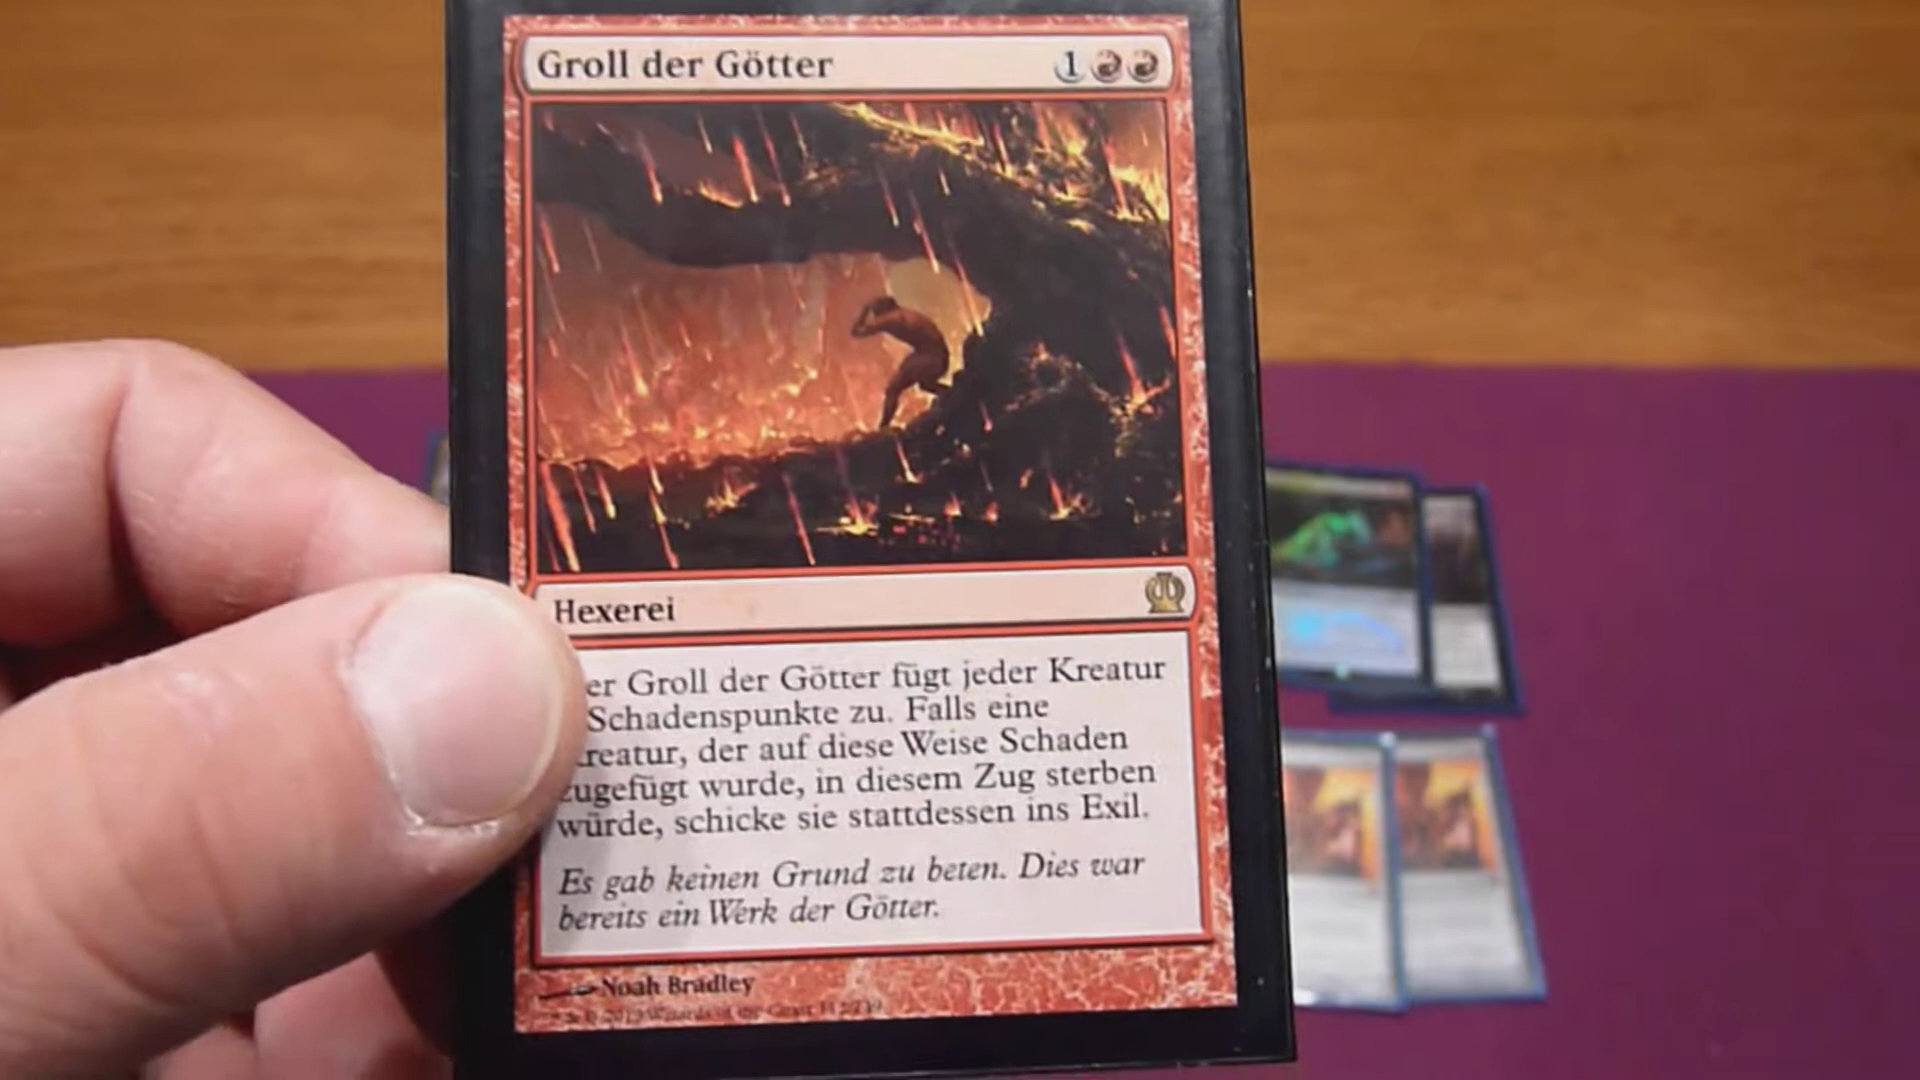 Groll der Götter 1
Hexerei
er Groll der Götter fügt jeder Kreatur
Schadenspunkte zu. Falls eine
reatur, der auf diese Weise Schaden
zugefügt wurde, in diesem Zug sterben
würde, schicke sie stattdessen ins Exil.
Es gab keinen Grund zu beten. Dies war
bereits ein Werk der Götter.
Noah Bradley